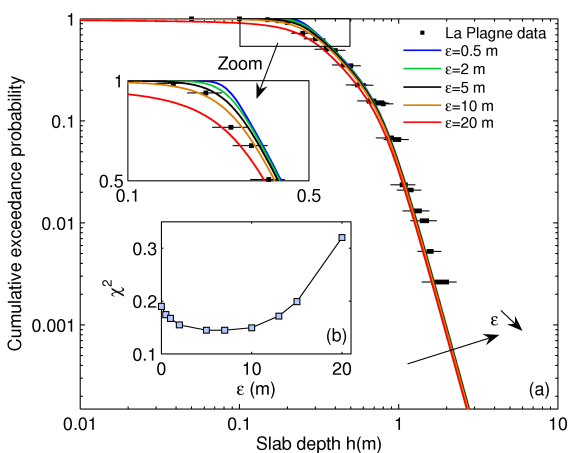 Cumulative exceedance probability
1
0.1
0.01
0.001
La Plagne data
ε=0.5 m
ε=2 m
ε=5 m
ε=10 m
ε=20 m
Zoom
1
0.5
0.1 0.5
χ²
0.3
0.2
0.1
(b)
0 10 20
ε (m)
ε
(a)
0.01 0.1 1 10
Slab depth h(m)